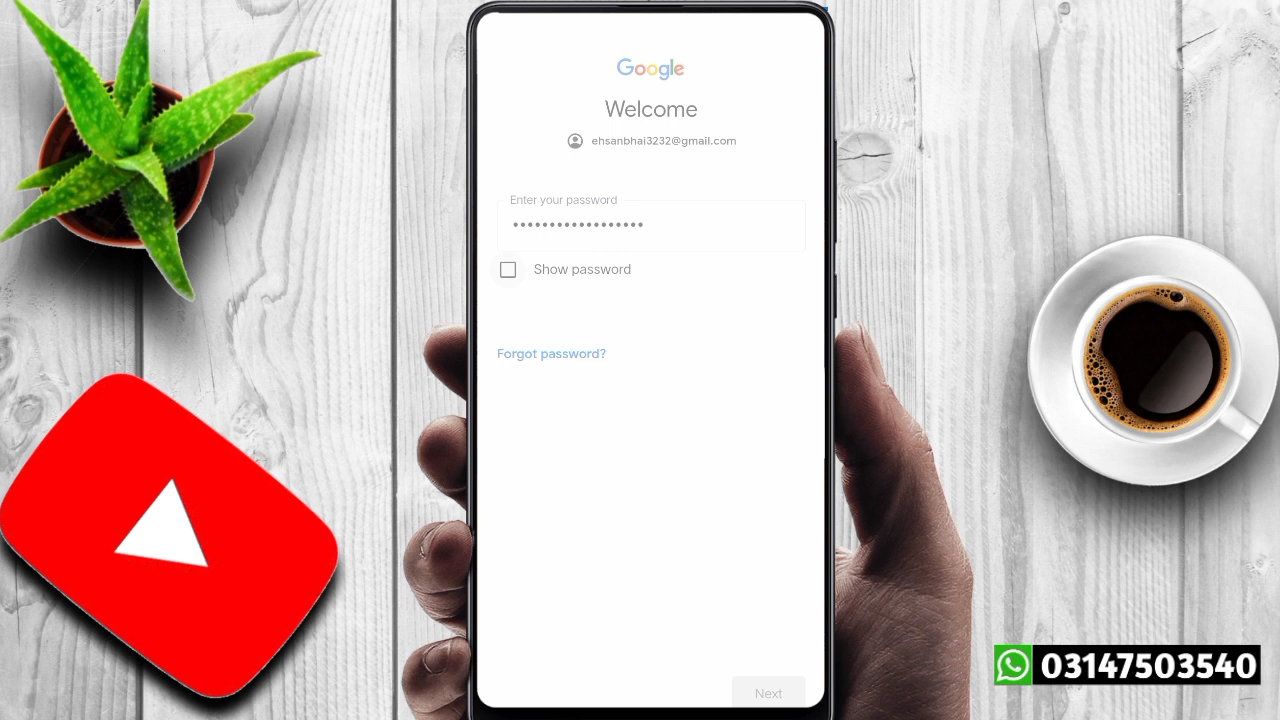 Google
Welcome
ehsanbhai3232@gmail.com
Enter your password
••••••••••••••••••
Show password
Forgot password?
Next
03147503540